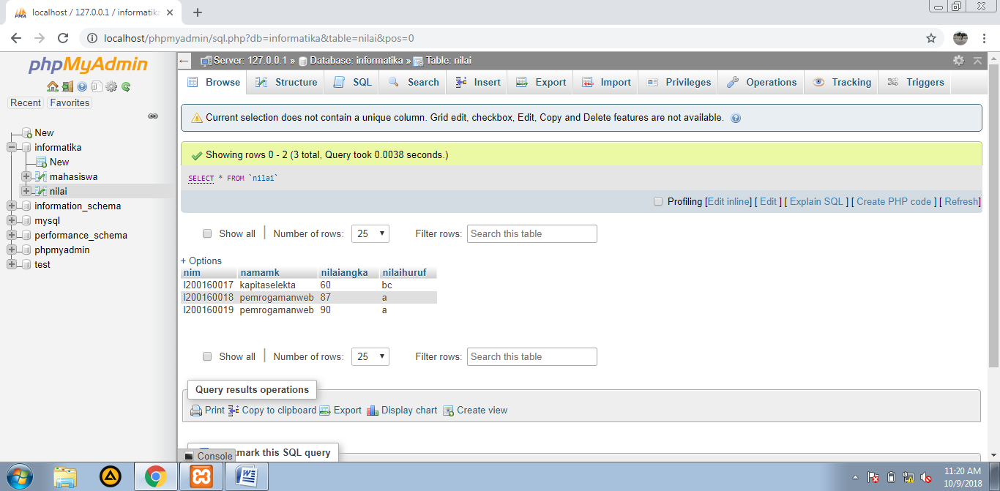 localhost / 127.0.0.1 / informatika
localhost/phpmyadmin/sql.php?db=informatika&table=nilai&pos=0
phpMyAdmin
Server: 127.0.0.1 » Database: informatika » Table: nilai
Browse Structure SQL Search Insert Export Import Privileges Operations Tracking Triggers
Recent Favorites
New
informatika
New
mahasiswa
nilai
information_schema
mysql
performance_schema
phpmyadmin
test
Current selection does not contain a unique column. Grid edit, checkbox, Edit, Copy and Delete features are not available.
Showing rows 0 - 2 (3 total, Query took 0.0038 seconds.)
SELECT * FROM `nilai`
Profiling [Edit inline] [ Edit ] [ Explain SQL ] [ Create PHP code ] [ Refresh]
Show all Number of rows: 25 Filter rows: Search this table
+ Options
nim namamk nilaiangka nilaihuruf
l200160017 kapitaselekta 60 bc
l200160018 pemrogamanweb 87 a
l200160019 pemrogamanweb 90 a
Show all Number of rows: 25 Filter rows: Search this table
Query results operations
Print Copy to clipboard Export Display chart Create view
Console mark this SQL query
11:20 AM
10/9/2018